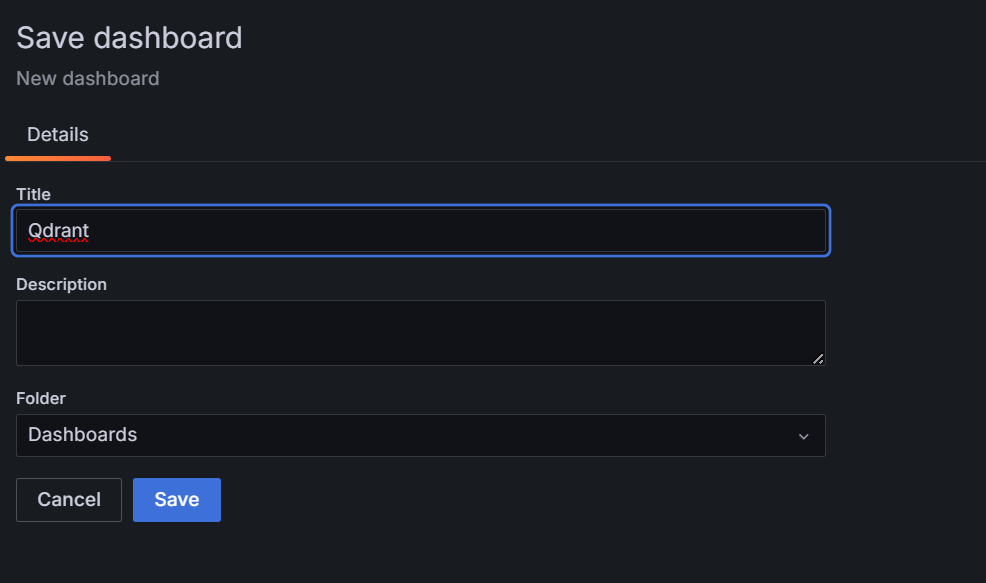 Save dashboard
New dashboard
Details
Title
Qdrant
Description
Folder
Dashboards
Cancel Save